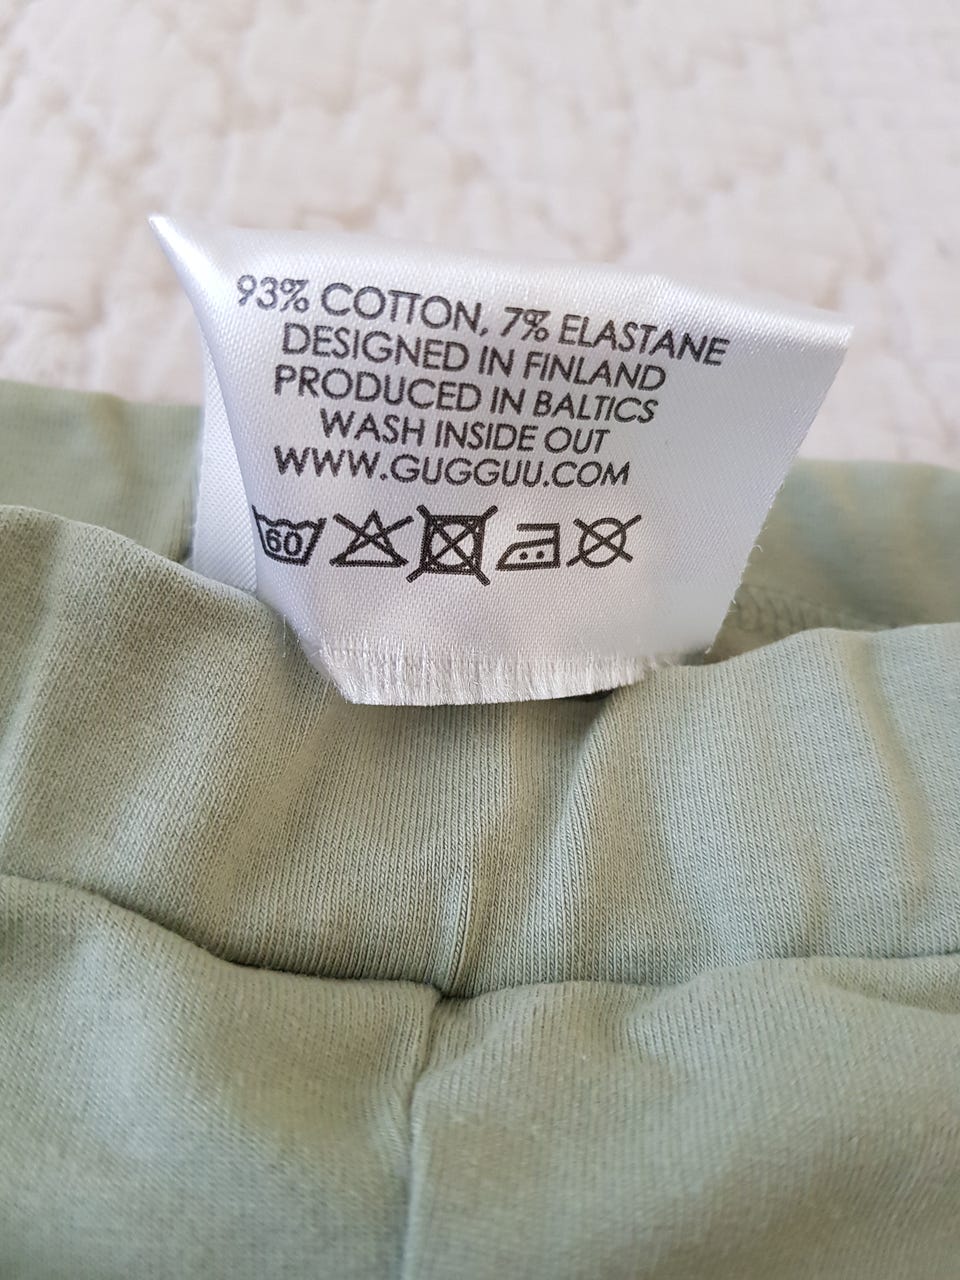 93% COTTON, 7% ELASTANE
DESIGNED IN FINLAND
PRODUCED IN BALTICS
WASH INSIDE OUT
WWW.GUGGUU.COM
60